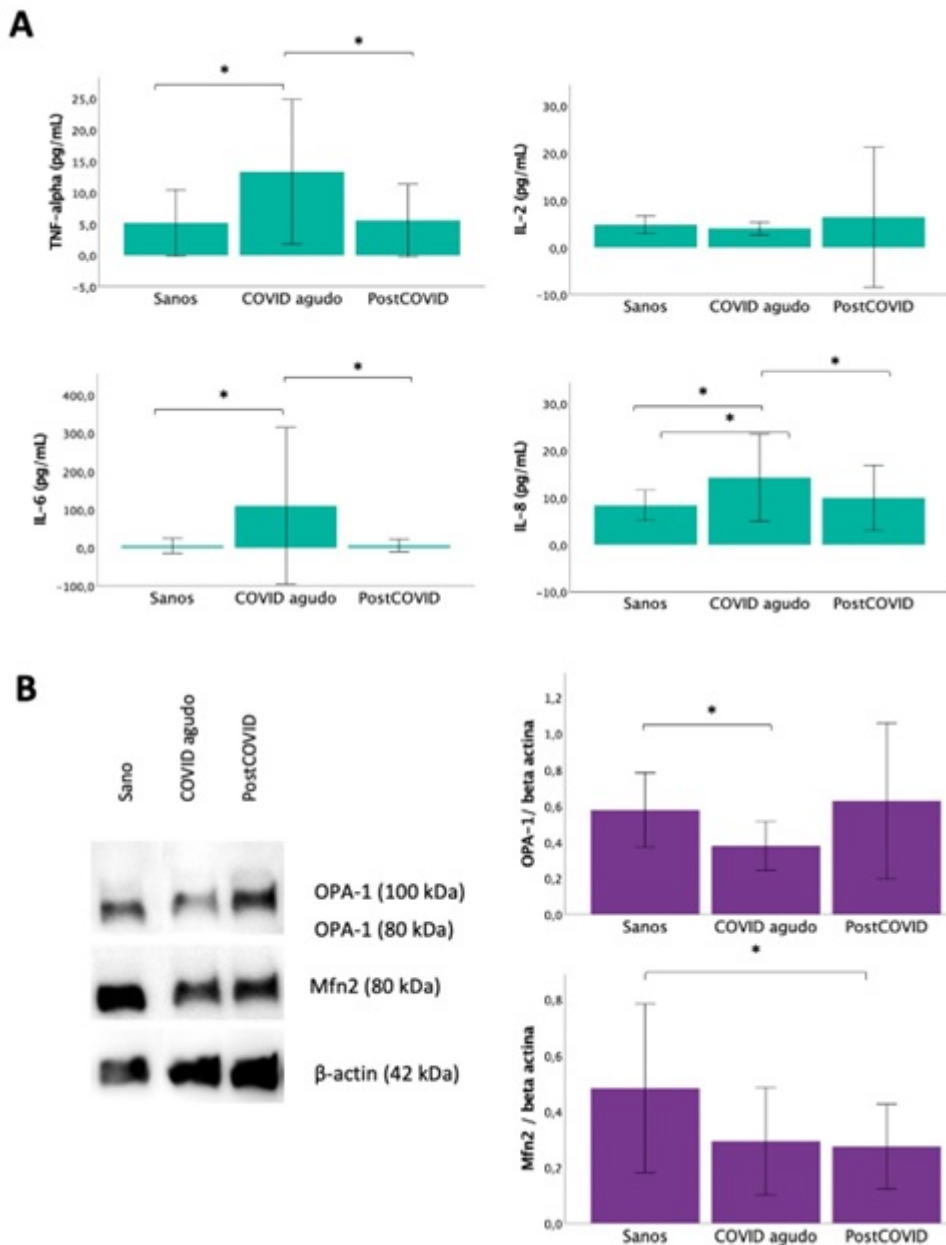 A
*
*
TNF-alpha (pg/mL)
25,0
20,0
15,0
10,0
5,0
0,0
-5,0
Sanos COVID agudo PostCOVID
IL-2 (pg/mL)
30,0
20,0
10,0
0,0
-10,0
Sanos COVID agudo PostCOVID
*
*
IL-6 (pg/mL)
400,0
300,0
200,0
100,0
0,0
-100,0
Sanos COVID agudo PostCOVID
*
*
*
IL-8 (pg/mL)
30,0
20,0
10,0
0,0
-10,0
Sanos COVID agudo PostCOVID
B
Sano
COVID agudo
PostCOVID
OPA-1 (100 kDa)
OPA-1 (80 kDa)
Mfn2 (80 kDa)
β-actin (42 kDa)
*
OPA-1/ beta actina
1,2
1,0
0,8
0,6
0,4
0,2
0,0
Sanos COVID agudo PostCOVID
*
Mfn2 / beta actina
0,8
0,6
0,4
0,2
0,0
Sanos COVID agudo PostCOVID